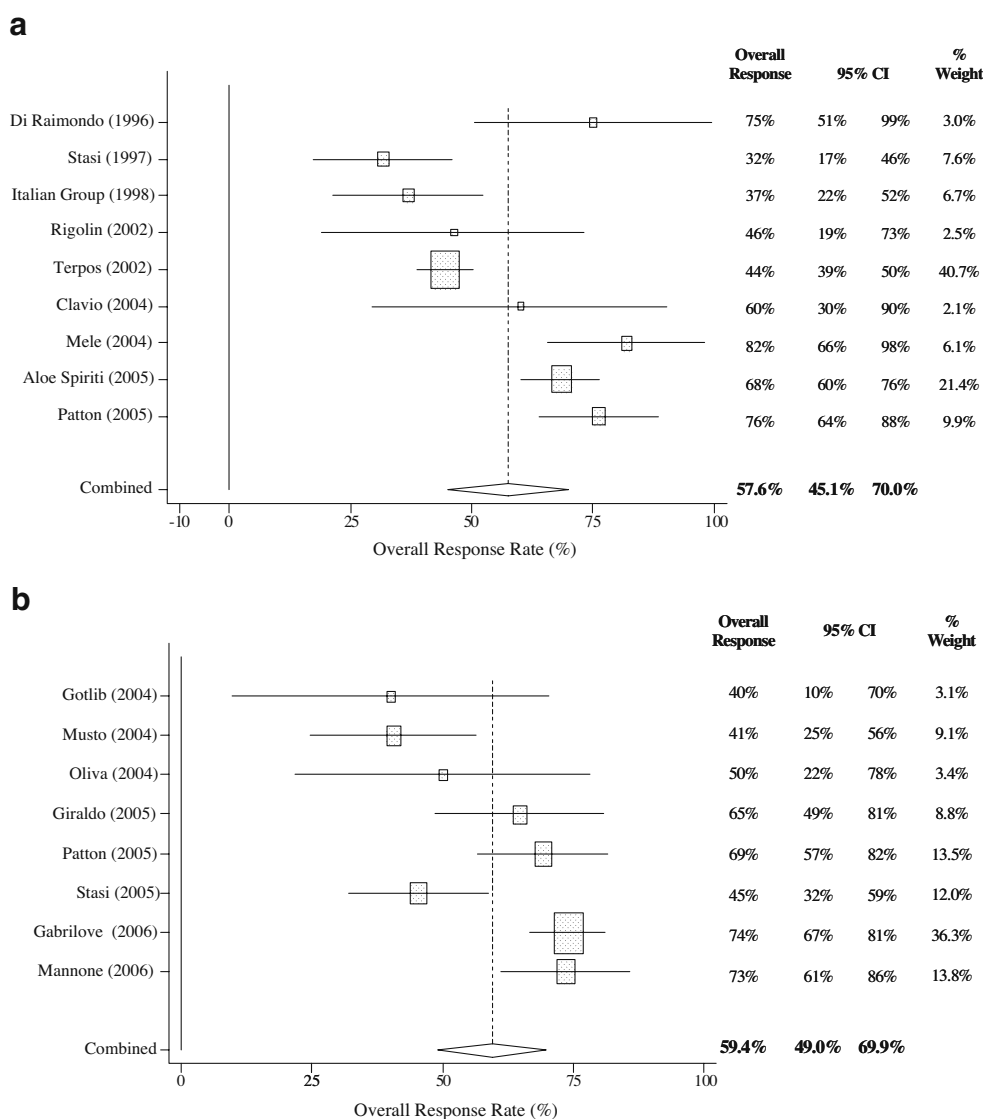 a
Overall Response 95% CI % Weight
Di Raimondo (1996) 75% 51% 99% 3.0%
Stasi (1997) 32% 17% 46% 7.6%
Italian Group (1998) 37% 22% 52% 6.7%
Rigolin (2002) 46% 19% 73% 2.5%
Terpos (2002) 44% 39% 50% 40.7%
Clavio (2004) 60% 30% 90% 2.1%
Mele (2004) 82% 66% 98% 6.1%
Aloe Spiriti (2005) 68% 60% 76% 21.4%
Patton (2005) 76% 64% 88% 9.9%
Combined 57.6% 45.1% 70.0%
-10 0 25 50 75 100
Overall Response Rate (%)
b
Overall Response 95% CI % Weight
Gotlib (2004) 40% 10% 70% 3.1%
Musto (2004) 41% 25% 56% 9.1%
Oliva (2004) 50% 22% 78% 3.4%
Giraldo (2005) 65% 49% 81% 8.8%
Patton (2005) 69% 57% 82% 13.5%
Stasi (2005) 45% 32% 59% 12.0%
Gabrilove (2006) 74% 67% 81% 36.3%
Mannone (2006) 73% 61% 86% 13.8%
Combined 59.4% 49.0% 69.9%
0 25 50 75 100
Overall Response Rate (%)